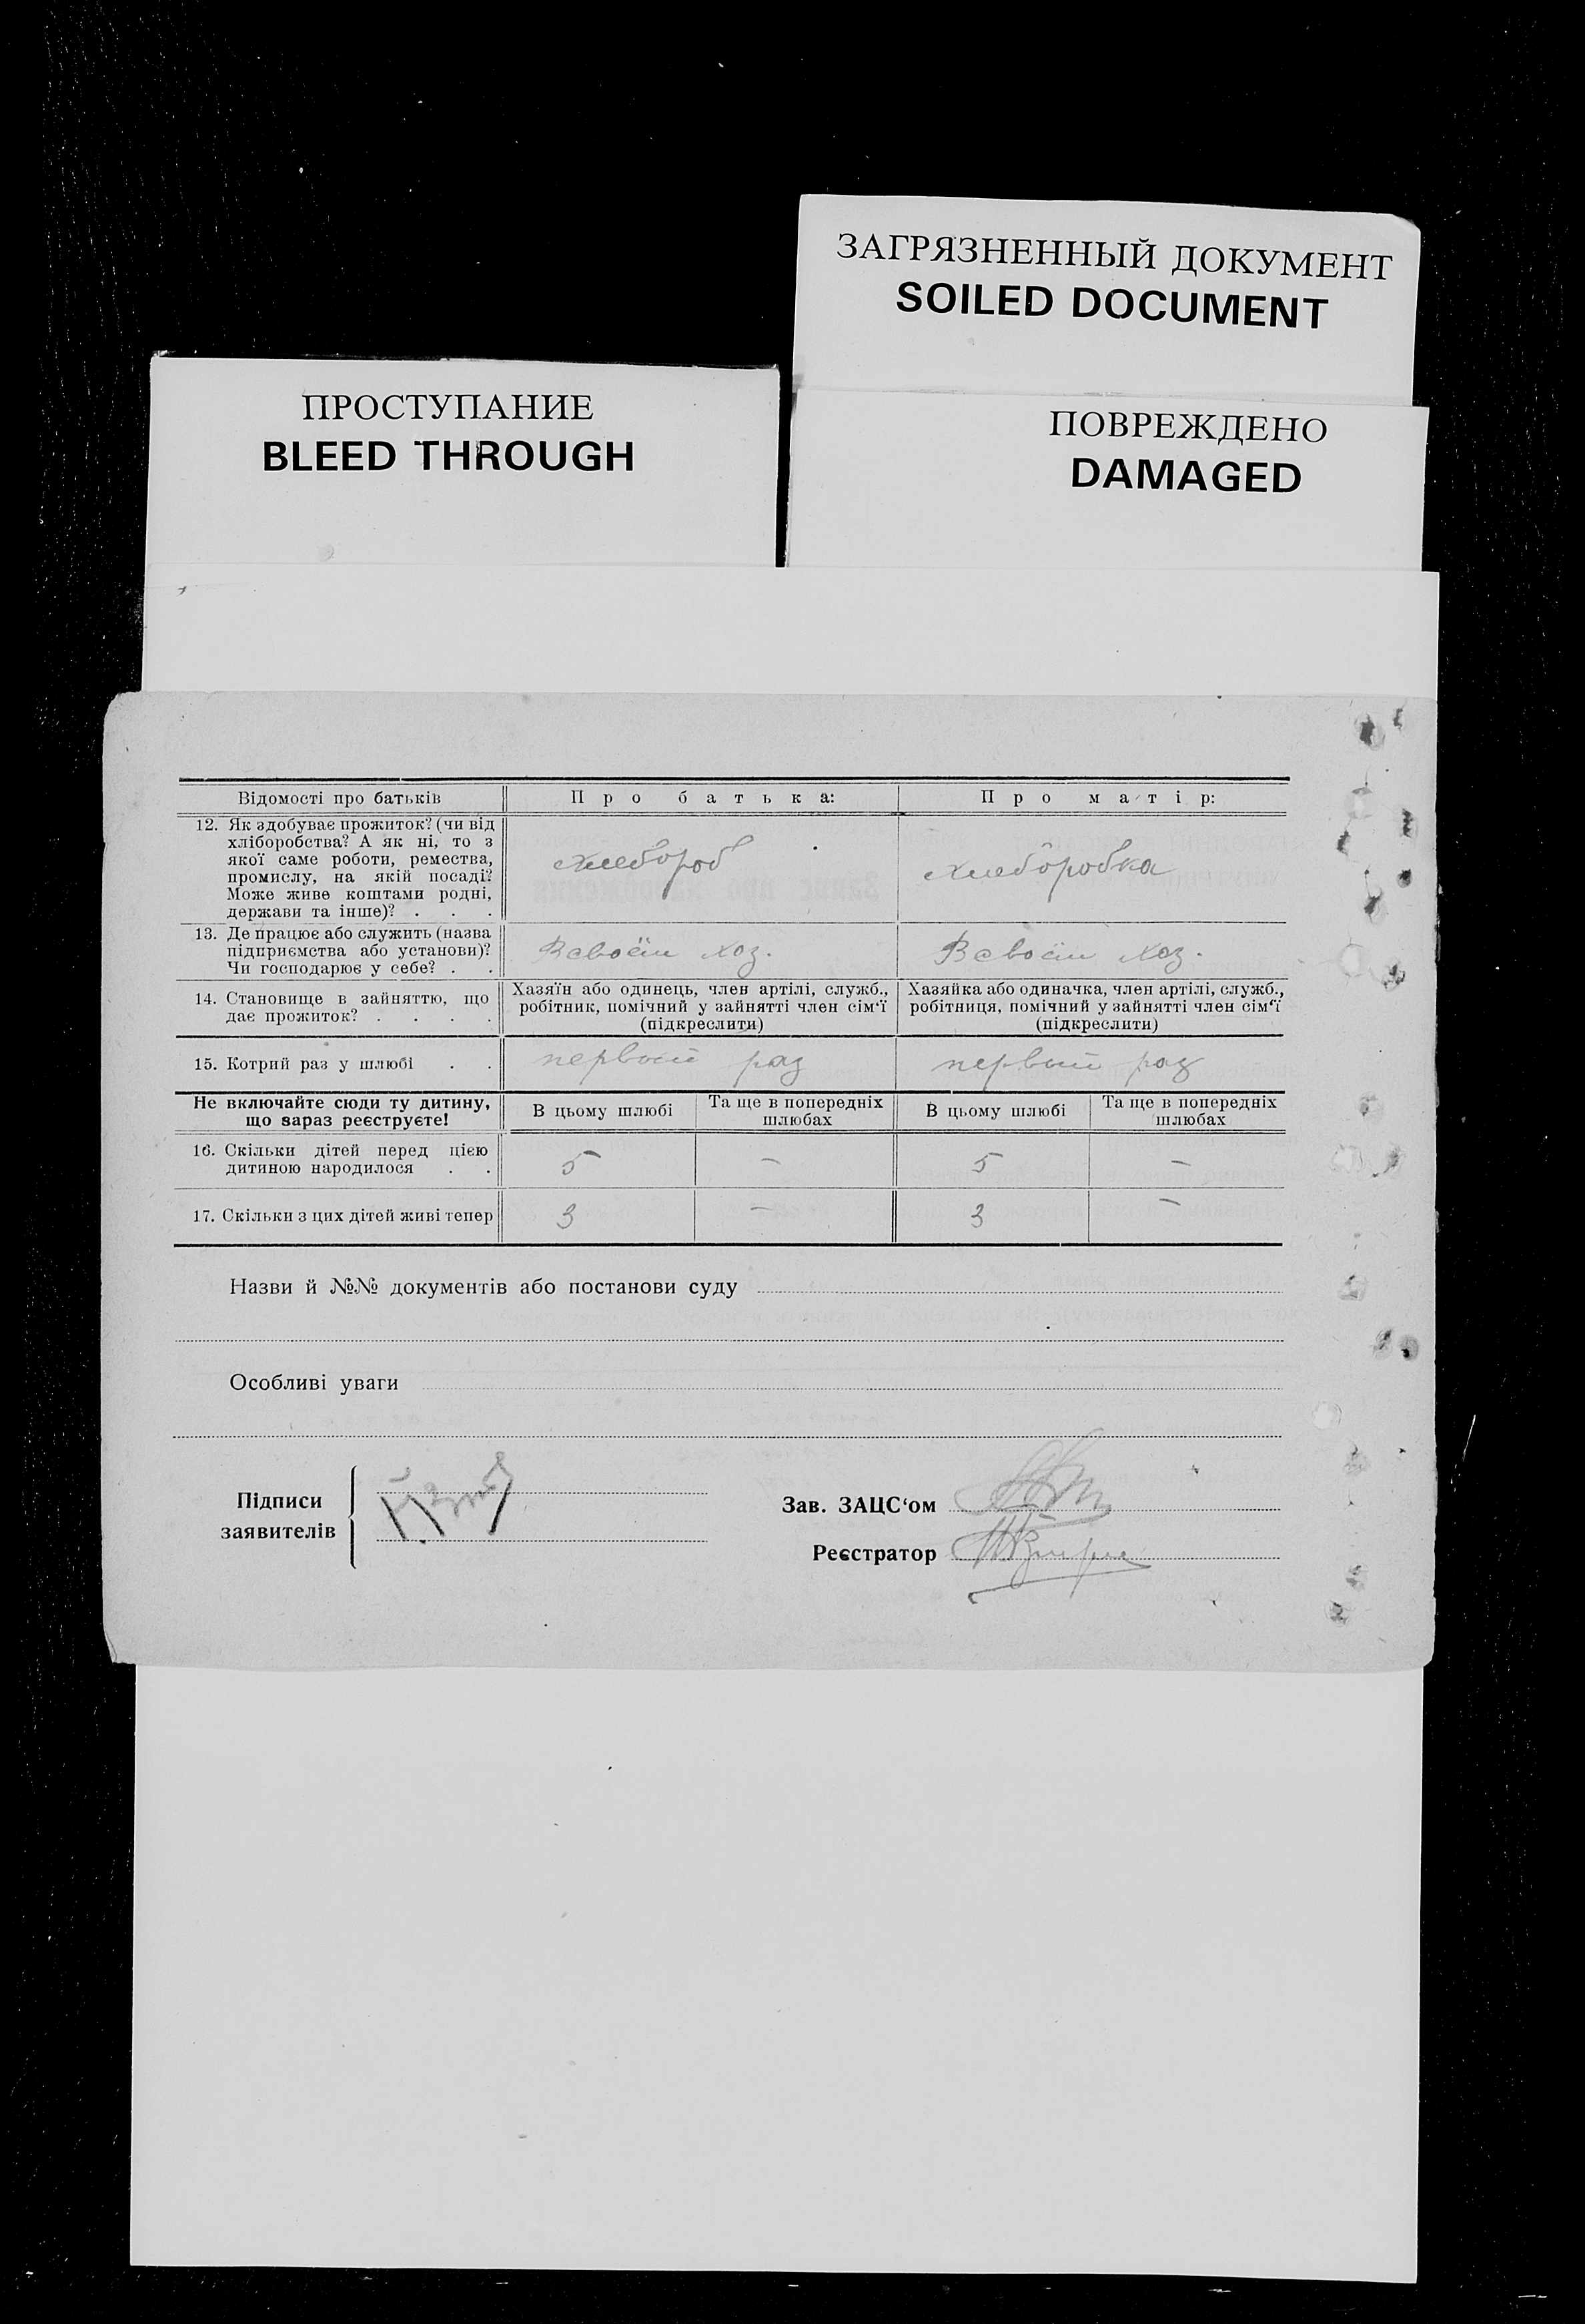 ЗАГРЯЗНЕННЫЙ ДОКУМЕНТ
SOILED DOCUMENT
ПРОСТУПАНИЕ
BLEED THROUGH
ПОВРЕЖДЕНО
DAMAGED
Відомості про батьків Про батька: Про матір:
12. Як здобуває прожиток? (чи від
хліборобства? А як ні, то з
якої саме роботи, ремества,
промислу, на якій посаді?
Може живе коштами родні,
держави та інше)? . . .
хлебороб хлеборобка
13. Де працює або служить (назва
підприємства або установи)?
Чи господарює у себе? . .
Всвоём хоз. Всвоём хоз.
14. Становище в зайняттю, що
дає прожиток? . . . .
Хазяїн або одинець, член артілі, служб.,
робітник, помічний у зайнятті член сім‘ї
(підкреслити)
Хазяйка або одиначка, член артілі, служб.,
робітниця, помічний у зайнятті член сім‘ї
(підкреслити)
15. Котрий раз у шлюбі . . первый раз первый раз
Не включайте сюди ту дитину,
що зараз реєструєте!
В цьому шлюбі Та ще в попередніх
шлюбах
В цьому шлюбі Та ще в попередніх
шлюбах
16. Скільки дітей перед цією
дитиною народилося . .
5 — 5 —
17. Скільки з цих дітей живі тепер 3 — 3 —
Назви й №№ документів або постанови суду
Особливі уваги
Підписи
заявителів
Зав. ЗАЦС‘ом
Реєстратор